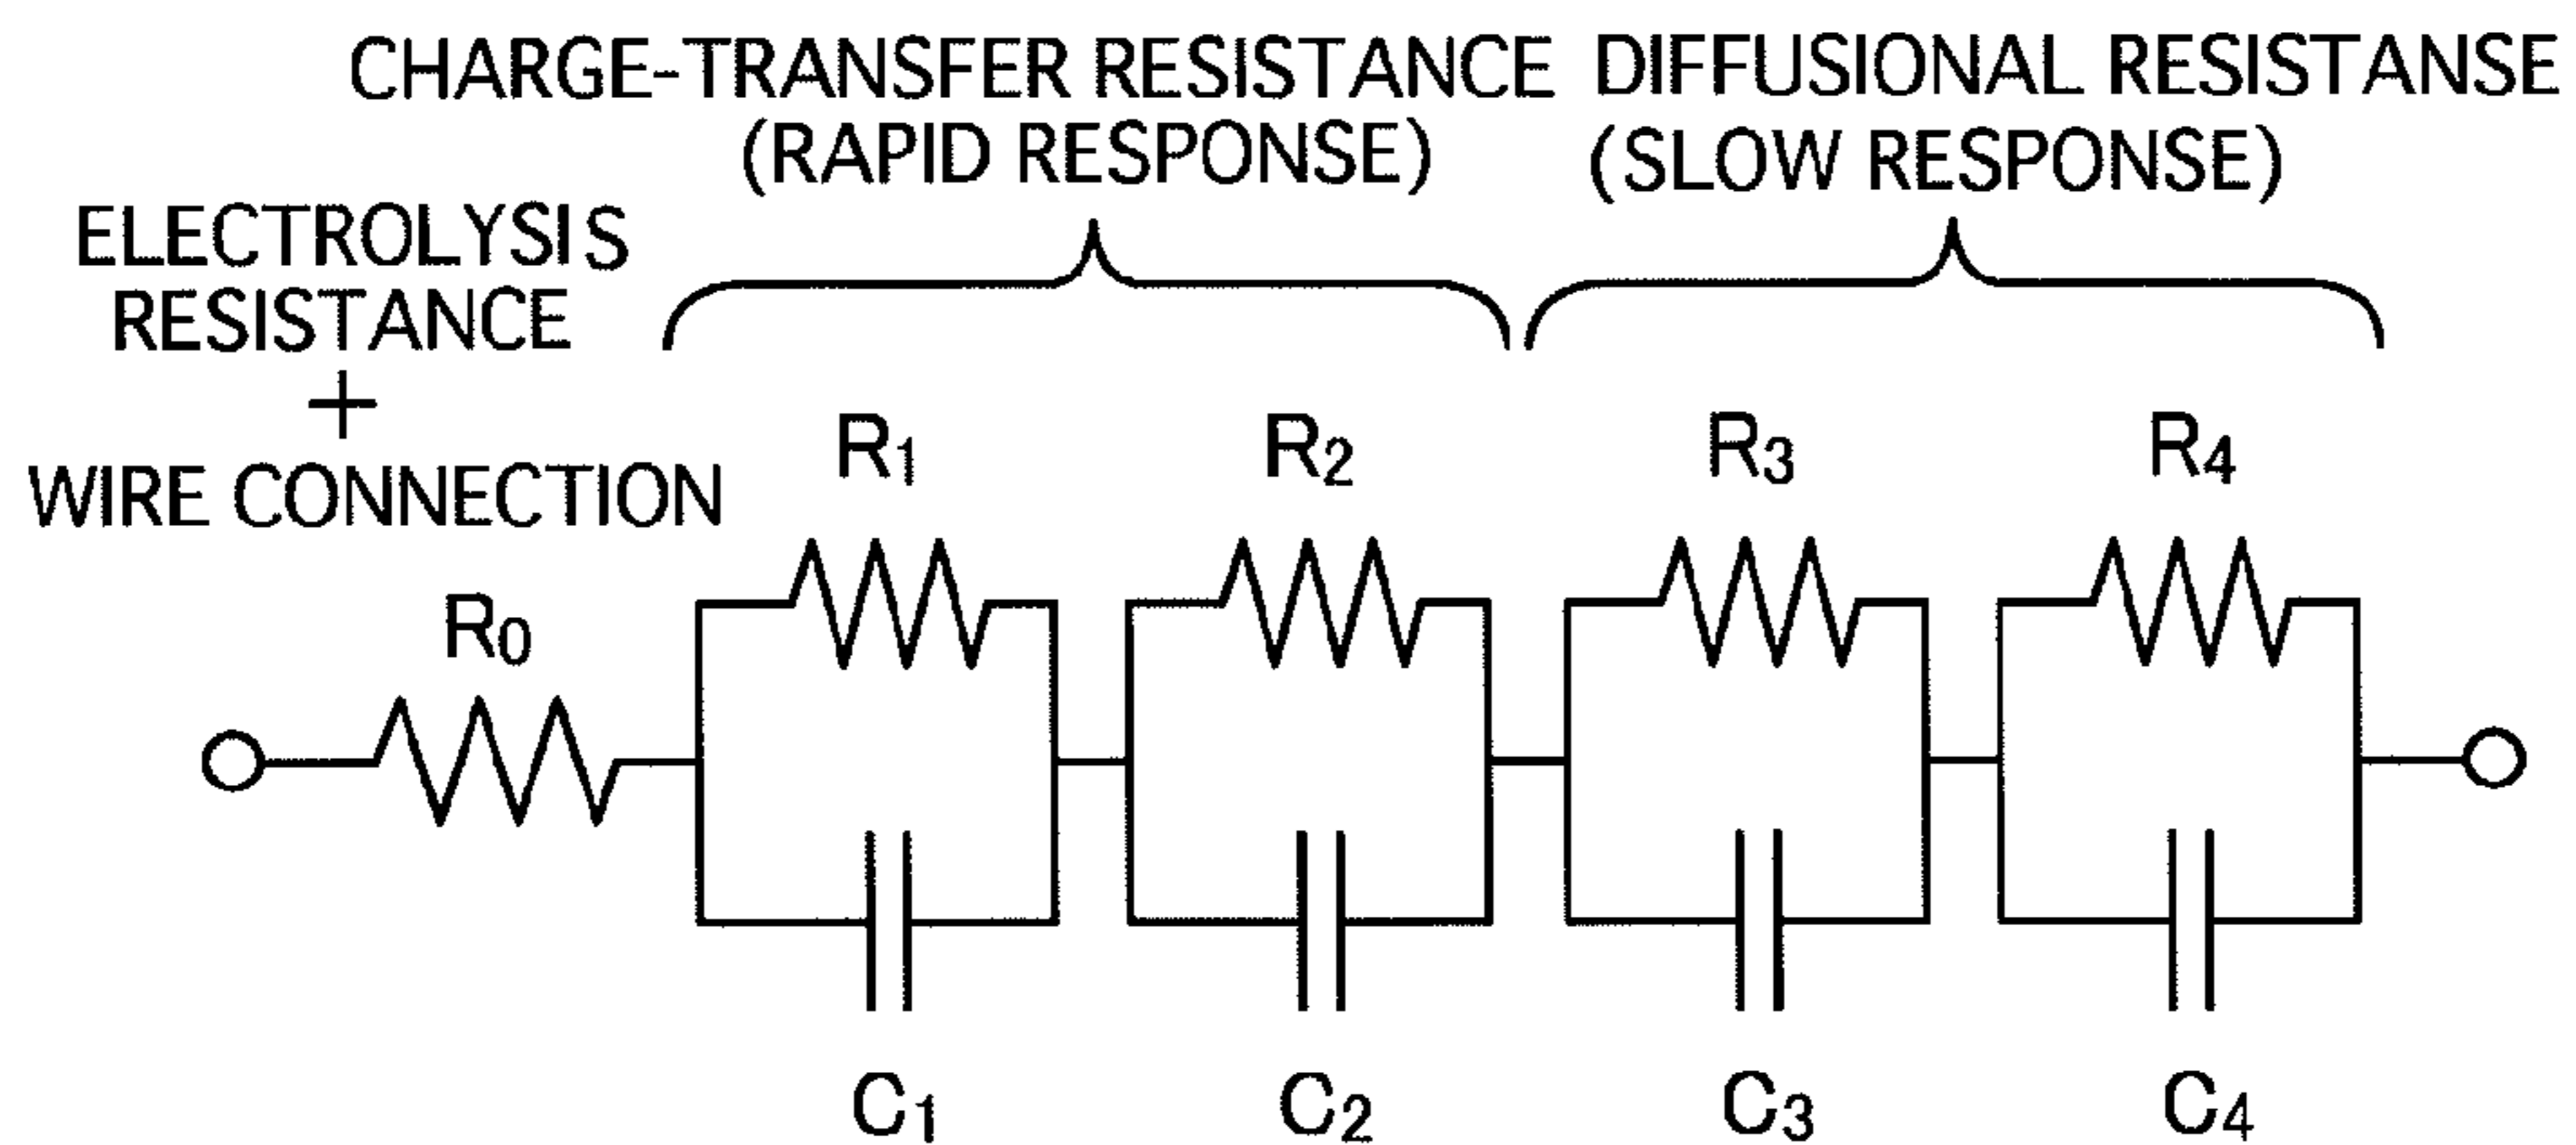 CHARGE-TRANSFER RESISTANCE
(RAPID RESPONSE)
DIFFUSIONAL RESISTANSE
(SLOW RESPONSE)
ELECTROLYSIS
RESISTANCE
+
WIRE CONNECTION
R0
R1
R2
R3
R4
C1
C2
C3
C4